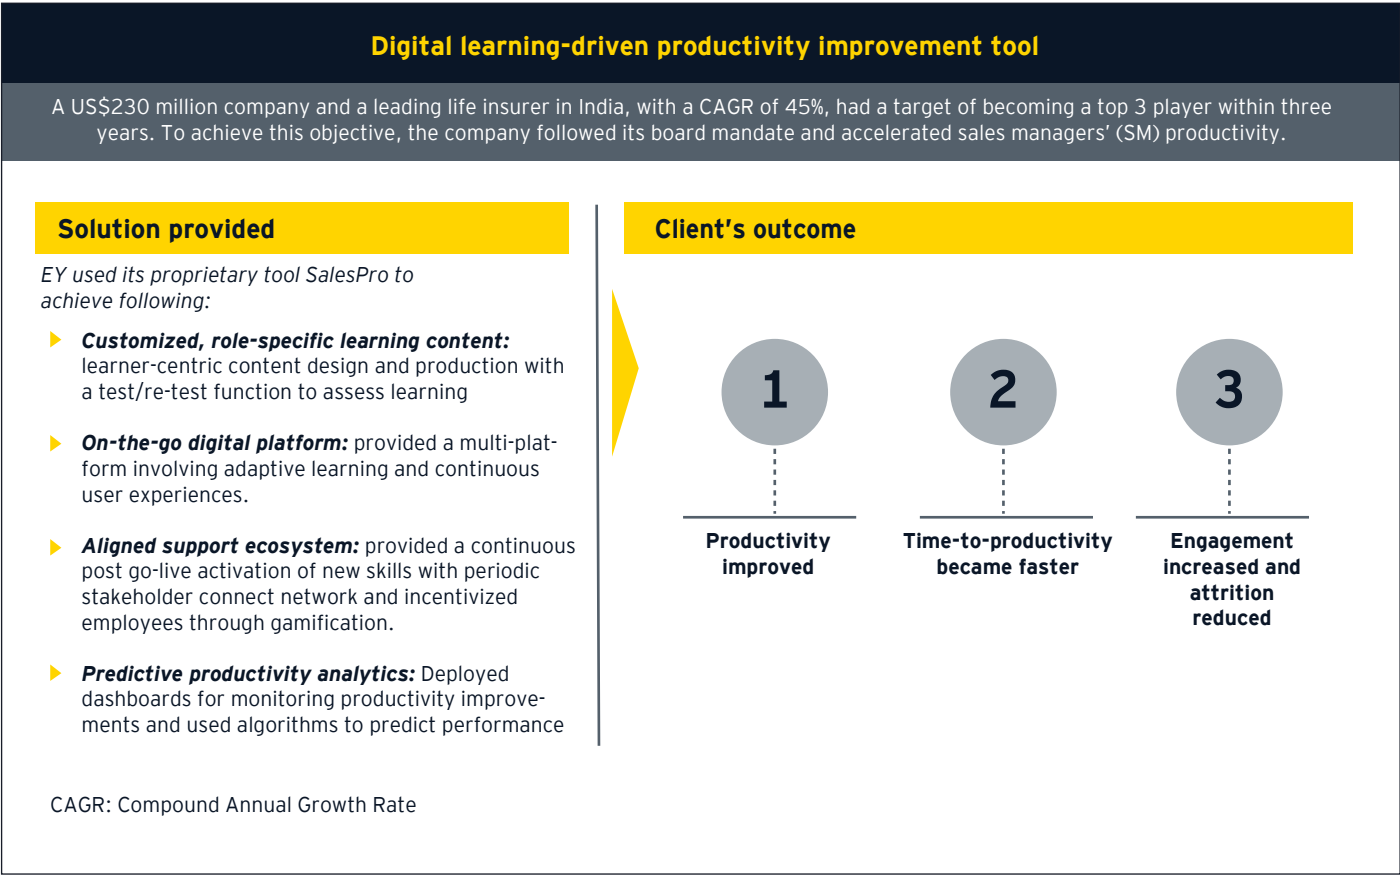 Digital learning-driven productivity improvement tool
A US$230 million company and a leading life insurer in India, with a CAGR of 45%, had a target of becoming a top 3 player within three
years. To achieve this objective, the company followed its board mandate and accelerated sales managers’ (SM) productivity.
Solution provided
EY used its proprietary tool SalesPro to
achieve following:
Customized, role-specific learning content:
learner-centric content design and production with
a test/re-test function to assess learning
On-the-go digital platform: provided a multi-plat-
form involving adaptive learning and continuous
user experiences.
Aligned support ecosystem: provided a continuous
post go-live activation of new skills with periodic
stakeholder connect network and incentivized
employees through gamification.
Predictive productivity analytics: Deployed
dashboards for monitoring productivity improve-
ments and used algorithms to predict performance
Client’s outcome
1
Productivity
improved
2
Time-to-productivity
became faster
3
Engagement
increased and
attrition
reduced
CAGR: Compound Annual Growth Rate